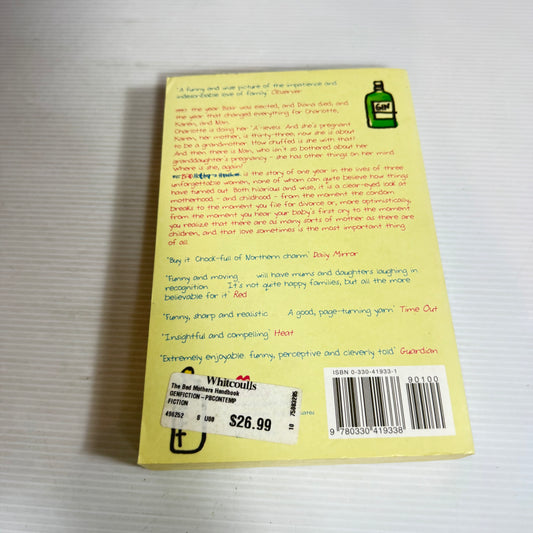 'A funny and wise picture of the impatience and
indescribable love of family' Observer
1997: the year Blair was elected, and Diana died; and
the year that changed everything for Charlotte,
Karen, and Nan.
Charlotte is doing her 'A'-levels. And she's pregnant.
Karen, her mother, is thirty-three; now she is about
to be a grandmother. How chuffed is she with that?
And then there is Nan, who isn't so bothered about her
granddaughter's pregnancy - she has other things on her mind.
Where is she, again?
is the story of one year in the lives of three
unforgettable women, none of whom can quite believe how things
have turned out. Both hilarious and wise, it is a clear-eyed look at
motherhood - and childhood - from the moment the condom
breaks to the moment you file for divorce or, more optimistically,
from the moment you hear your baby's first cry to the moment
you realize that there are as many sorts of mother as there are
children, and that love sometimes is the most important thing
of all.
GIN
'Buy it. Chock-full of Northern charm' Daily Mirror
'Funny and moving ... will have mums and daughters laughing in
recognition ... It's not quite happy families, but all the more
believable for it' Red
'Funny, sharp and realistic ... A good, page-turning yarn' Time Out
'Insightful and compelling' Heat
'Extremely enjoyable: funny, perceptive and cleverly told' Guardian
Whitcoulls
The Bad Mothers Handbook
GENFICTION-PBCONTEMP
FICTION
496252
$26.99
ISBN 0-330-41933-1
90100
9 780330 419338